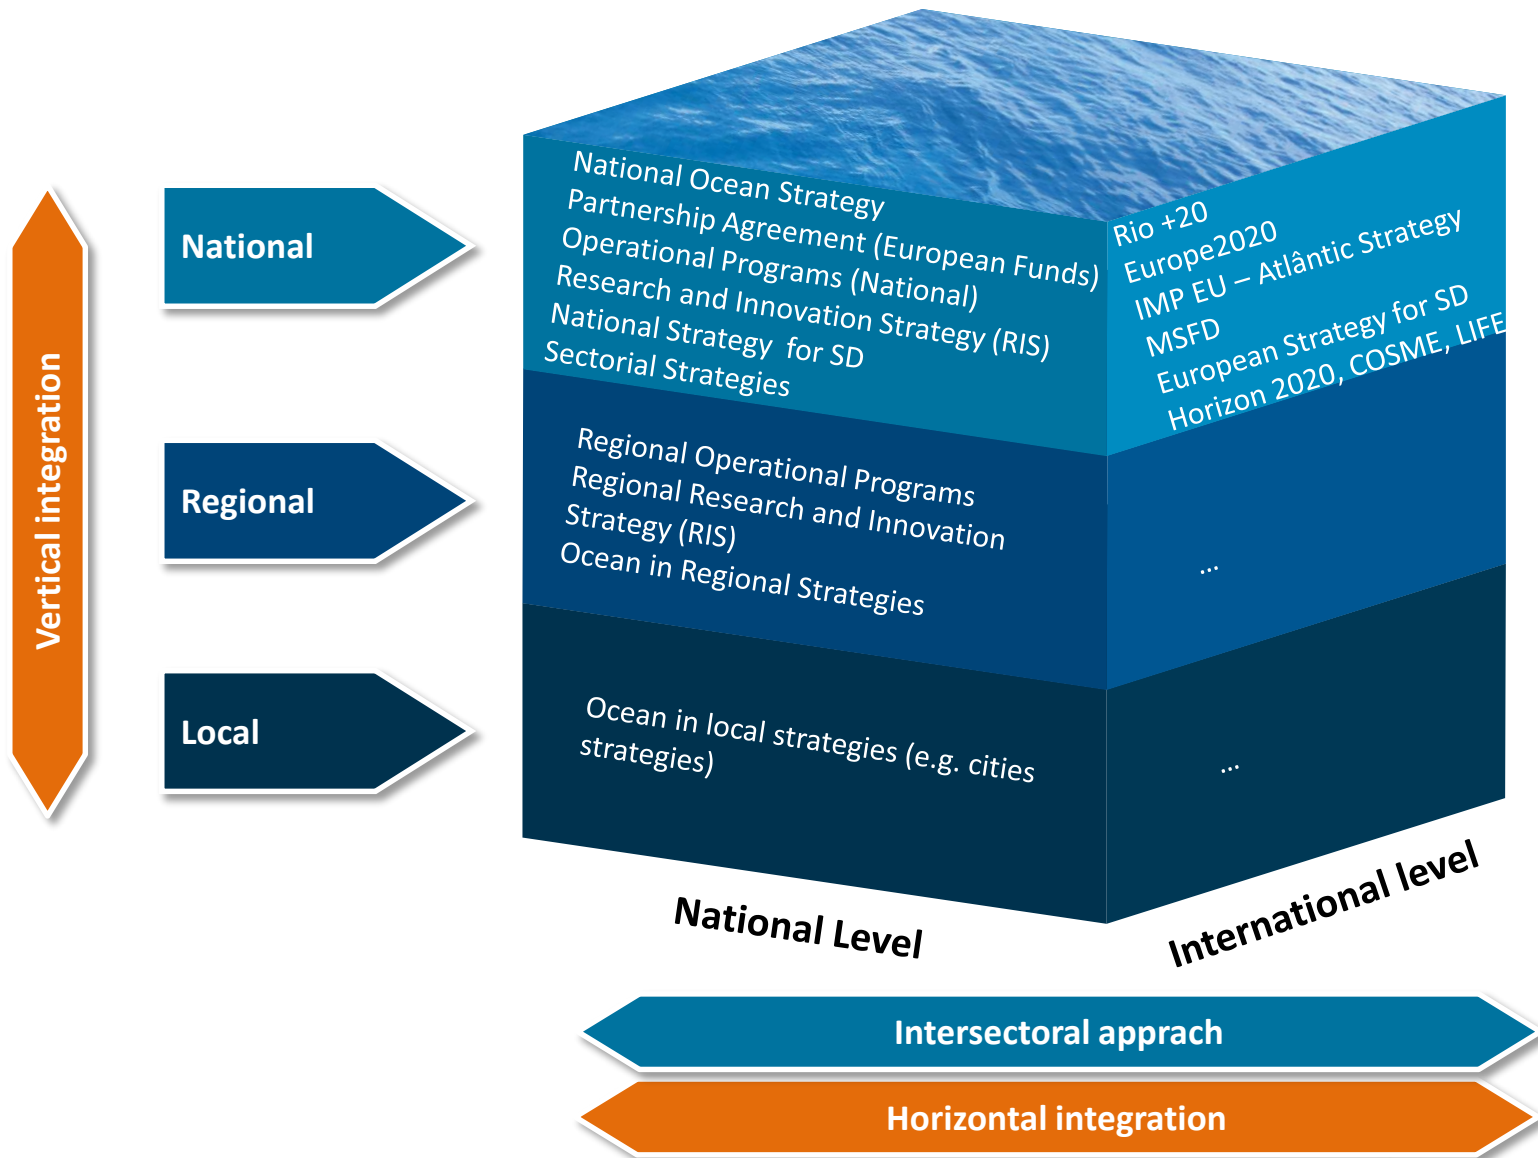 Vertical integration
National
Regional
Local
National Ocean Strategy
Partnership Agreement (European Funds)
Operational Programs (National)
Research and Innovation Strategy (RIS)
National Strategy for SD
Sectorial Strategies
Rio +20
Europe2020
IMP EU – Atlântic Strategy
MSFD
European Strategy for SD
Horizon 2020, COSME, LIFE
Regional Operational Programs
Regional Research and Innovation
Strategy (RIS)
Ocean in Regional Strategies
...
Ocean in local strategies (e.g. cities
strategies)
...
National Level
International level
Intersectoral apprach
Horizontal integration